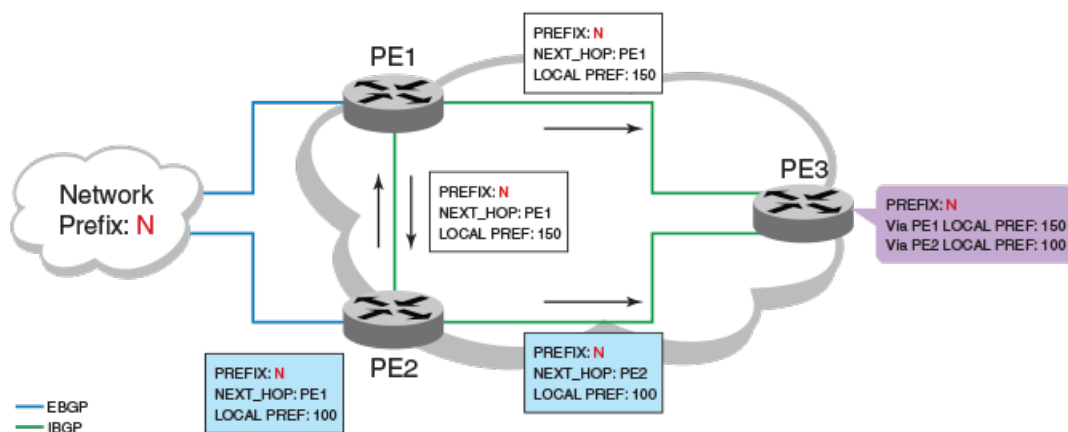 PREFIX: N
NEXT_HOP: PE1
LOCAL PREF: 150
PE1
Network
Prefix: N
PREFIX: N
NEXT_HOP: PE1
LOCAL PREF: 150
PE3
PREFIX: N
Via PE1 LOCAL PREF: 150
Via PE2 LOCAL PREF: 100
PE2
PREFIX: N
NEXT_HOP: PE1
LOCAL PREF: 100
PREFIX: N
NEXT_HOP: PE2
LOCAL PREF: 100
EBGP
IBGP